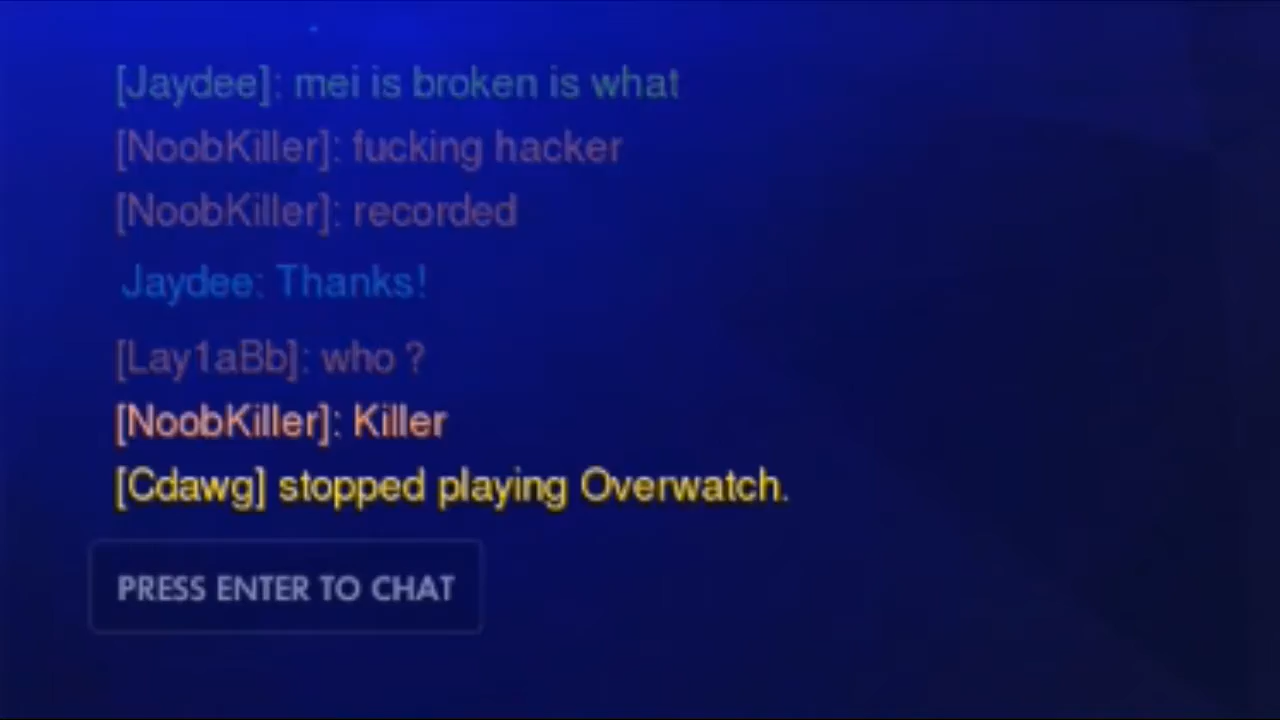 [Jaydee]: mei is broken is what
[NoobKiller]: fucking hacker
[NoobKiller]: recorded
Jaydee: Thanks!
[Lay1aBb]: who ?
[NoobKiller]: Killer
[Cdawg] stopped playing Overwatch.
PRESS ENTER TO CHAT